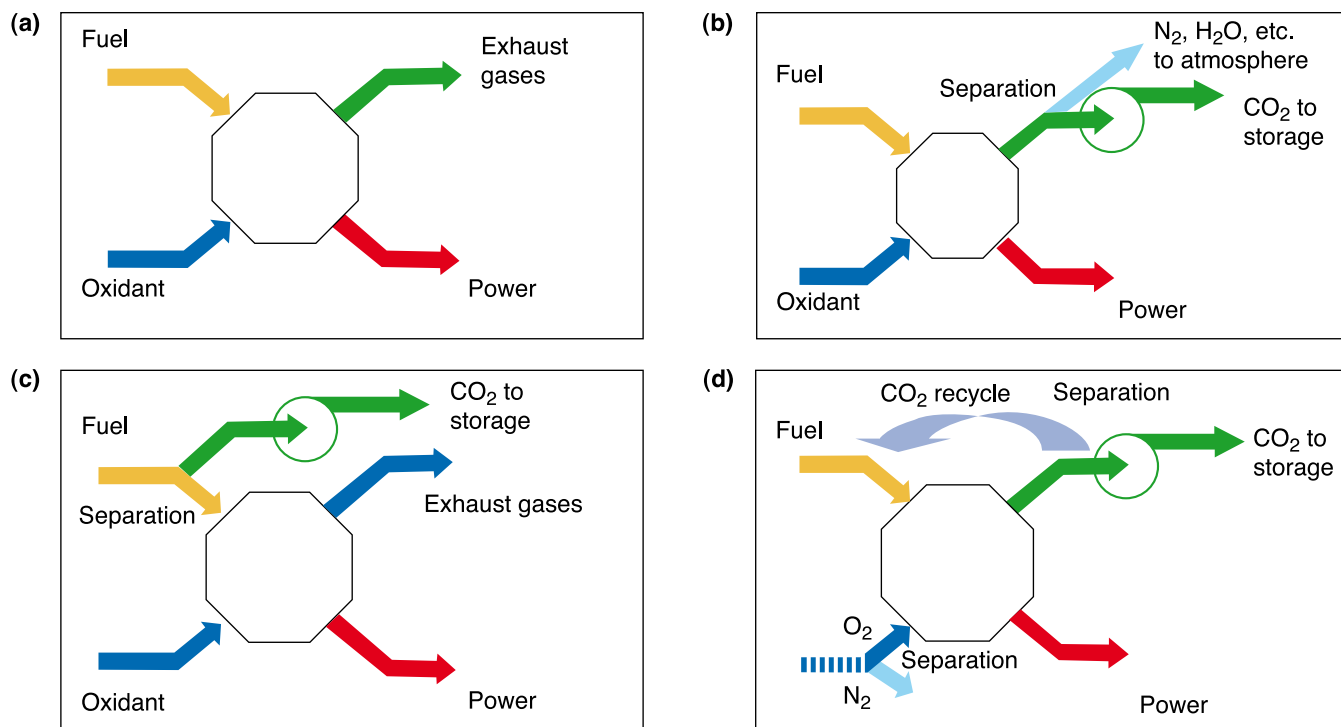 (a)
Fuel
Exhaust
gases
Oxidant
Power
(b)
Fuel
Separation
N₂, H₂O, etc.
to atmosphere
CO₂ to
storage
Oxidant
Power
(c)
Fuel
CO₂ to
storage
Separation
Exhaust gases
Oxidant
Power
(d)
CO₂ recycle
Separation
Fuel
CO₂ to
storage
O₂
Separation
N₂
Power